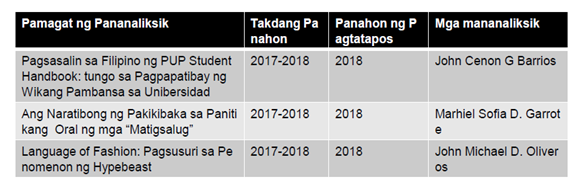 Pamagat ng Pananaliksik
Takdang Pa
nahon
Panahon ng P
agtatapos
Mga mananaliksik
Pagsasalin sa Filipino ng PUP Student
Handbook: tungo sa Pagpapatibay ng
Wikang Pambansa sa Unibersidad
2017-2018
2018
John Cenon G Barrios
Ang Naratibong ng Pakikibaka sa Paniti
kang  Oral ng mga “Matigsalug”
2017-2018
2018
Marhiel Sofia D. Garrot
e
Language of Fashion: Pagsusuri sa Pe
nomenon ng Hypebeast
2017-2018
2018
John Michael D. Oliver
os